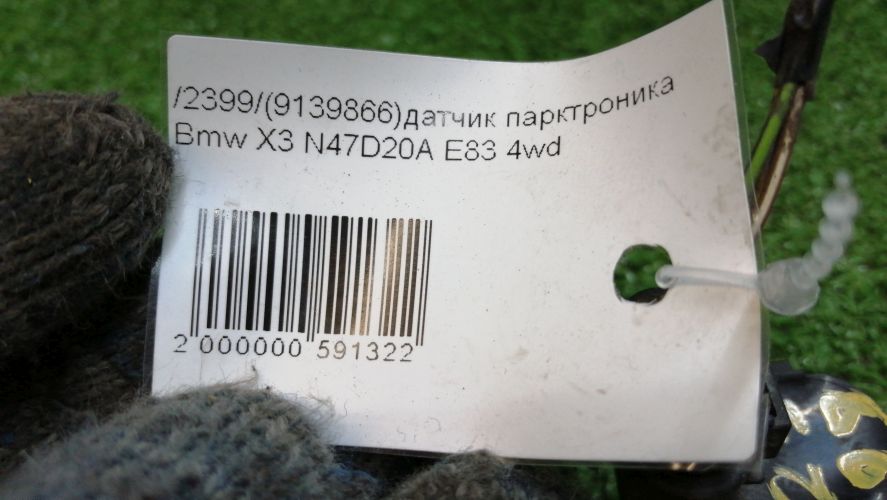 /2399/(9139866)датчик парктроника
Bmw X3 N47D20A E83 4wd
2 000000 591322